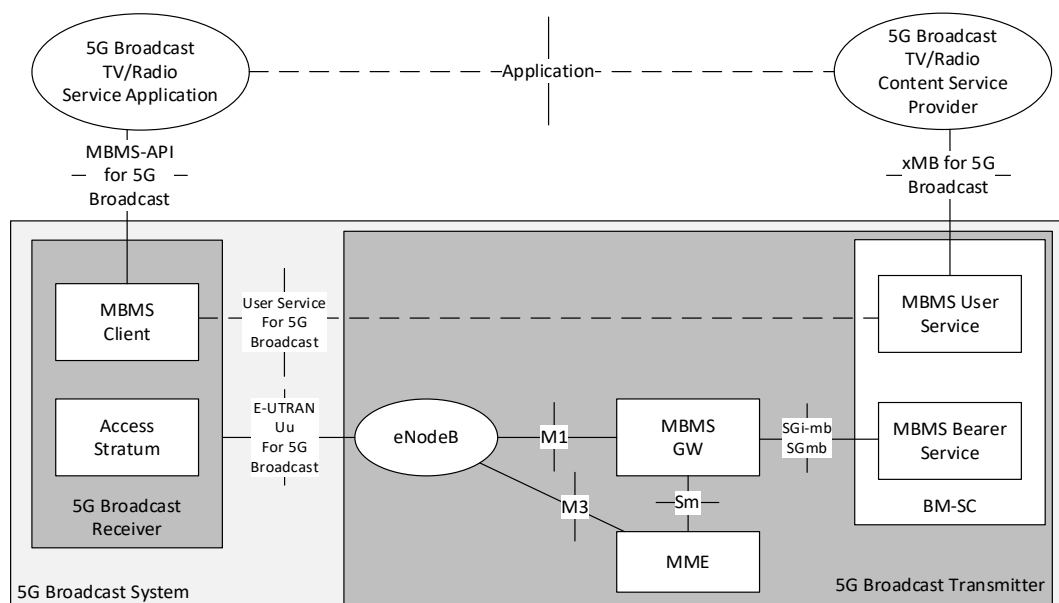 5G Broadcast
TV/Radio
Service Application
Application
5G Broadcast
TV/Radio
Content Service
Provider
MBMS-API
for 5G
Broadcast
xMB for 5G
Broadcast
MBMS
Client
User Service
For 5G
Broadcast
MBMS User
Service
Access
Stratum
E-UTRAN
Uu
For 5G
Broadcast
eNodeB
M1
MBMS
GW
SGi-mb
SGmb
MBMS Bearer
Service
5G Broadcast
Receiver
M3
Sm
BM-SC
MME
5G Broadcast System
5G Broadcast Transmitter